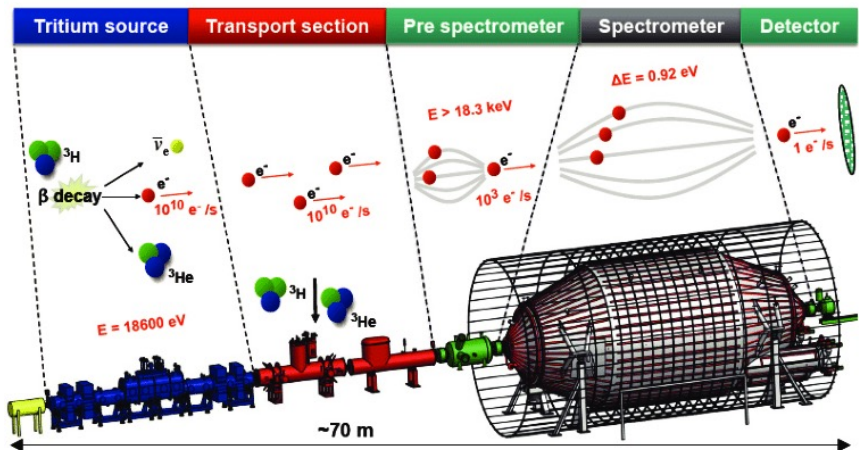 Tritium source
Transport section
Pre spectrometer
Spectrometer
Detector
³H
β decay
ν̅ₑ
e⁻
10¹⁰ e⁻/s
³He
E = 18600 eV
e⁻
e⁻
e⁻
10¹⁰ e⁻/s
³H
³He
E > 18.3 keV
e⁻
10³ e⁻/s
ΔE = 0.92 eV
e⁻
1 e⁻/s
~70 m